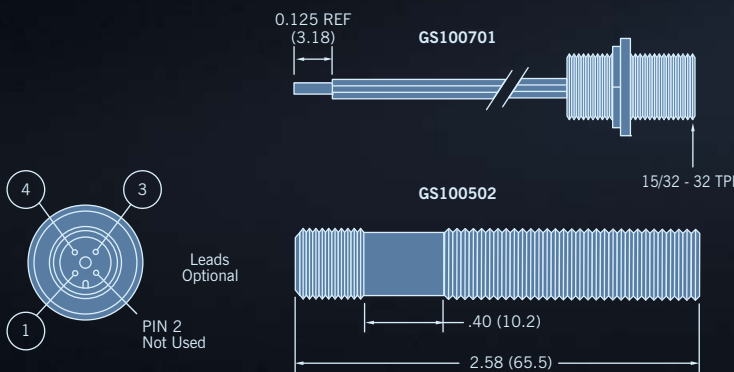 0.125 REF
(3.18)
GS100701
15/32 - 32 TPI
GS100502
4
3
Leads
Optional
1
PIN 2
Not Used
.40 (10.2)
2.58 (65.5)